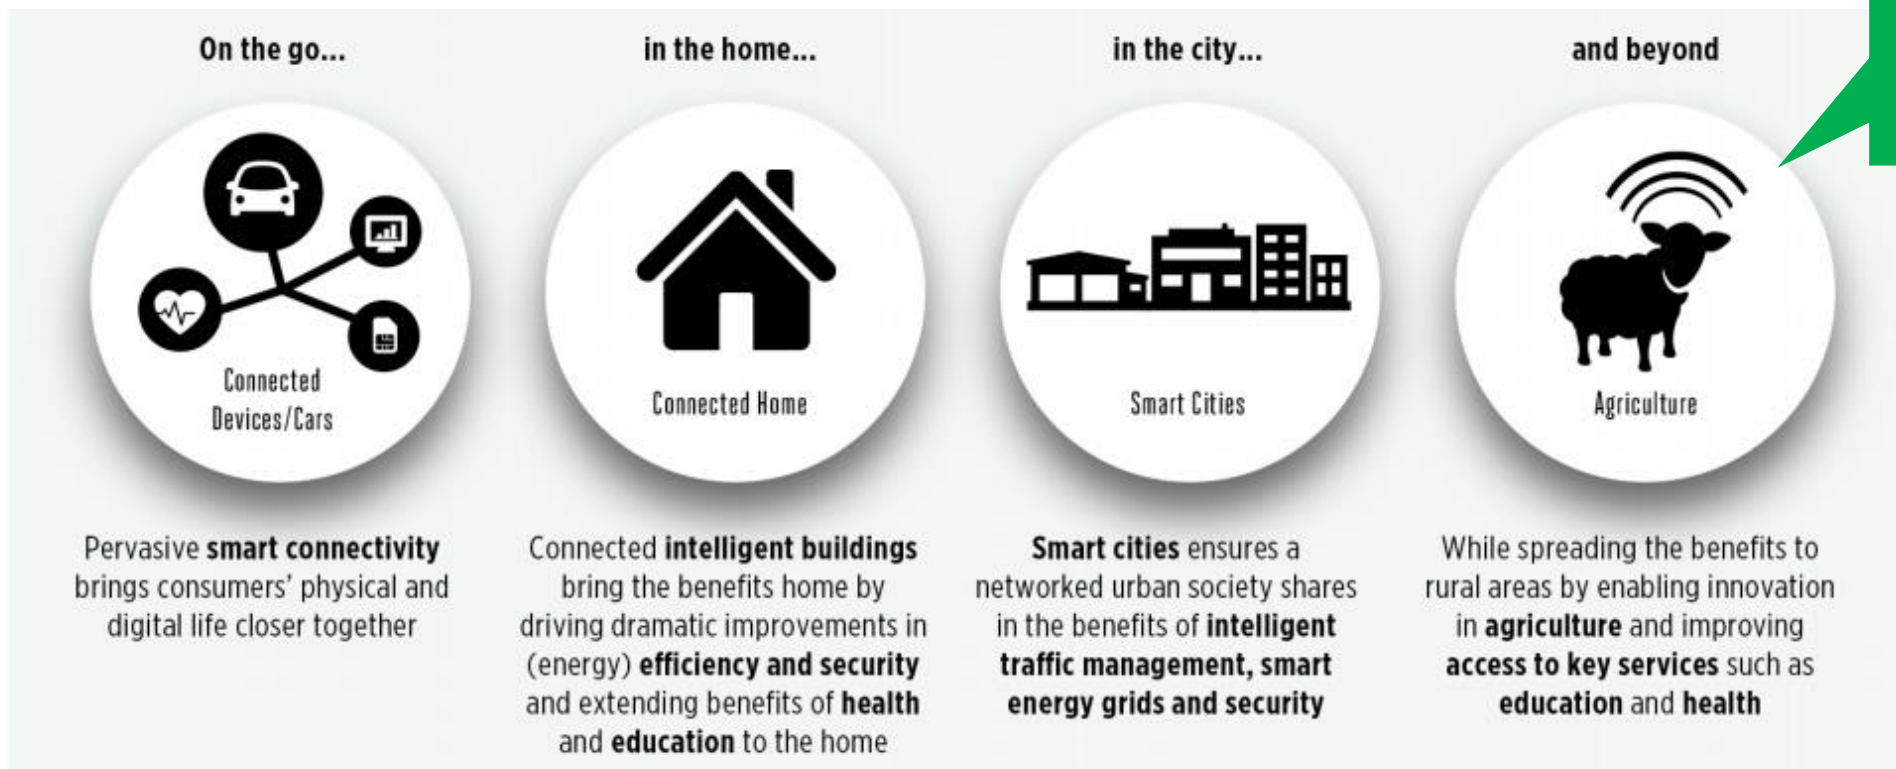 On the go...
Connected
Devices/Cars
Pervasive smart connectivity
brings consumers' physical and
digital life closer together
in the home...
Connected Home
Connected intelligent buildings
bring the benefits home by
driving dramatic improvements in
(energy) efficiency and security
and extending benefits of health
and education to the home
in the city...
Smart Cities
Smart cities ensures a
networked urban society shares
in the benefits of intelligent
traffic management, smart
energy grids and security
and beyond
Agriculture
While spreading the benefits to
rural areas by enabling innovation
in agriculture and improving
access to key services such as
education and health